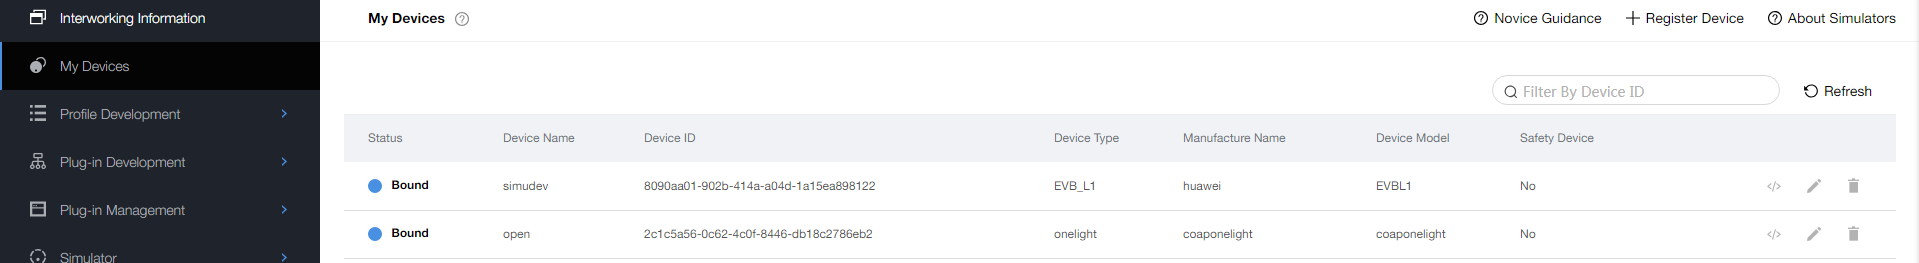 Interworking Information
My Devices
Profile Development
Plug-in Development
Plug-in Management
Simulator
My Devices
Novice Guidance Register Device About Simulators
Filter By Device ID Refresh
Status Device Name Device ID Device Type Manufacture Name Device Model Safety Device
Bound simudev 8090aa01-902b-414a-a04d-1a15ea898122 EVB_L1 huawei EVBL1 No
Bound open 2c1c5a56-0c62-4c0f-8446-db18c2786eb2 onelight coaponelight coaponelight No